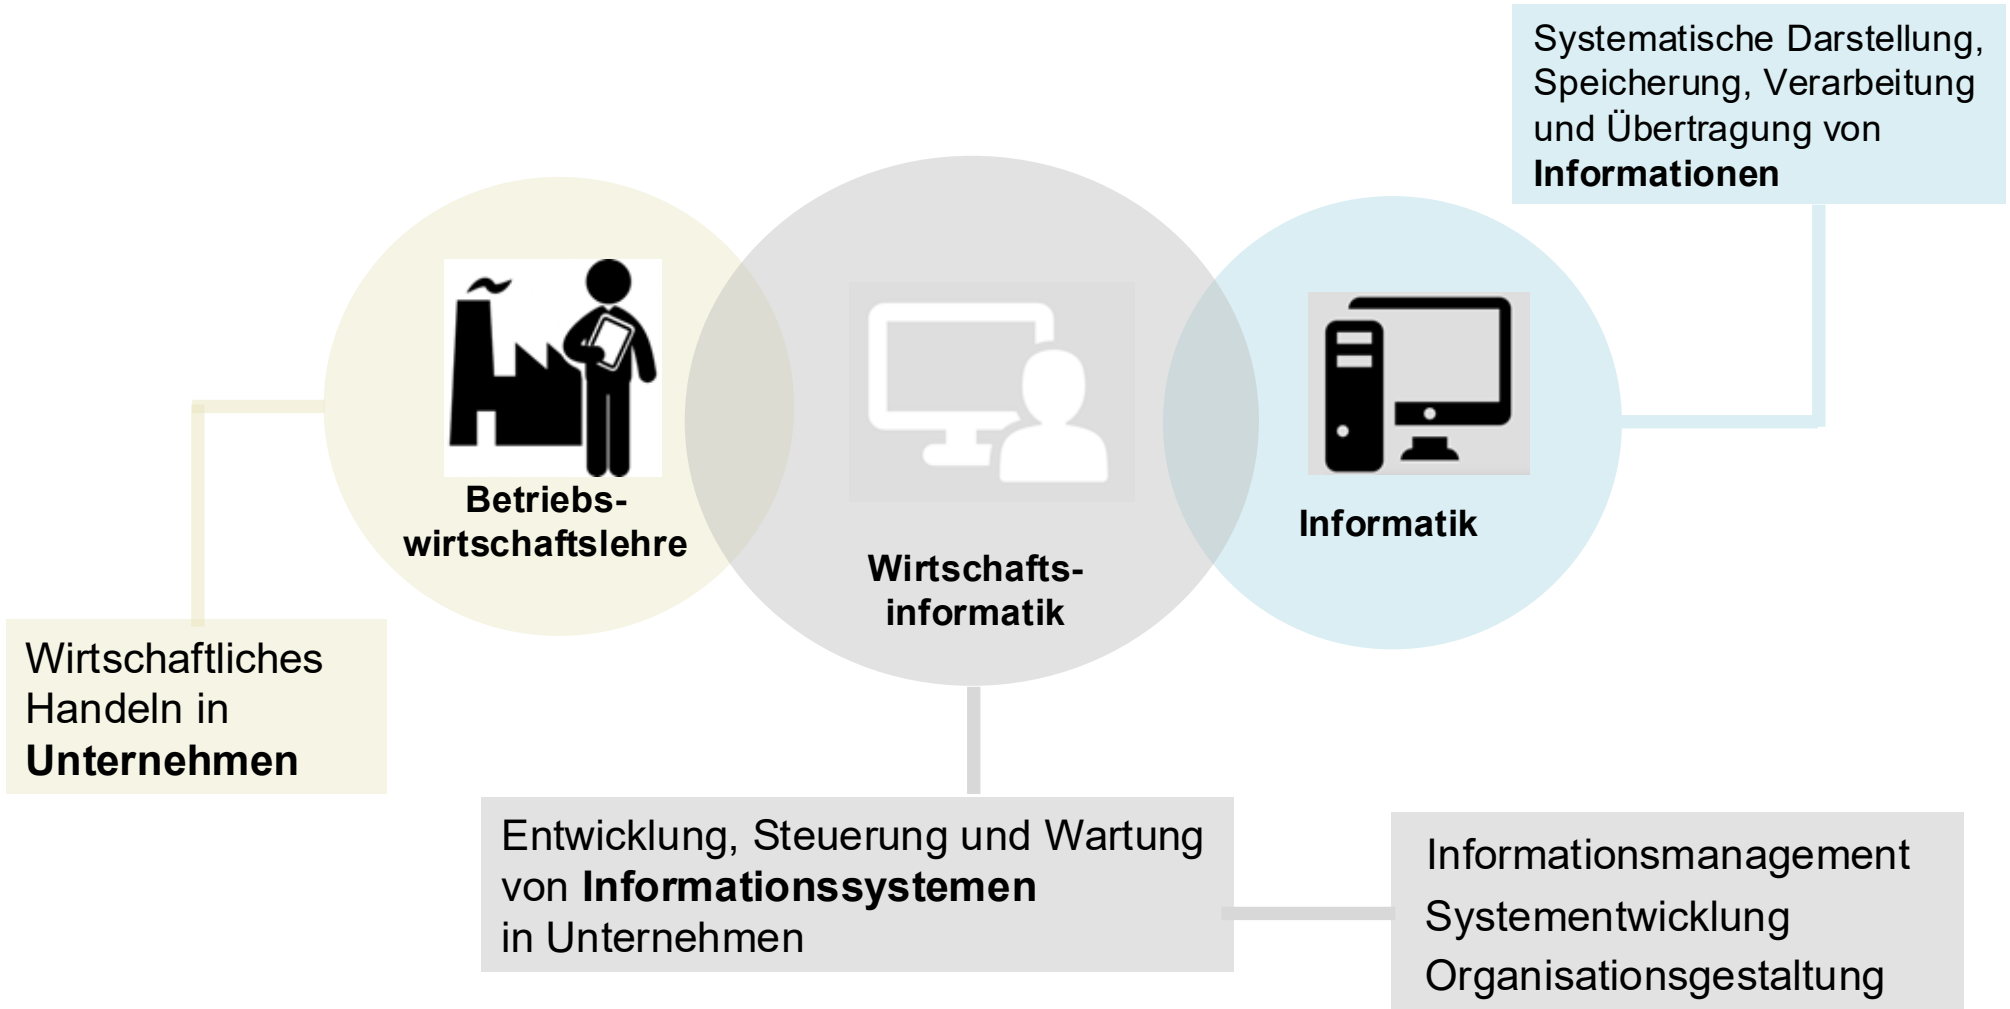 Systematische Darstellung,
Speicherung, Verarbeitung
und Übertragung von
Informationen
Betriebs-
wirtschaftslehre
Wirtschafts-
informatik
Informatik
Wirtschaftliches
Handeln in
Unternehmen
Entwicklung, Steuerung und Wartung
von Informationssystemen
in Unternehmen
Informationsmanagement
Systementwicklung
Organisationsgestaltung